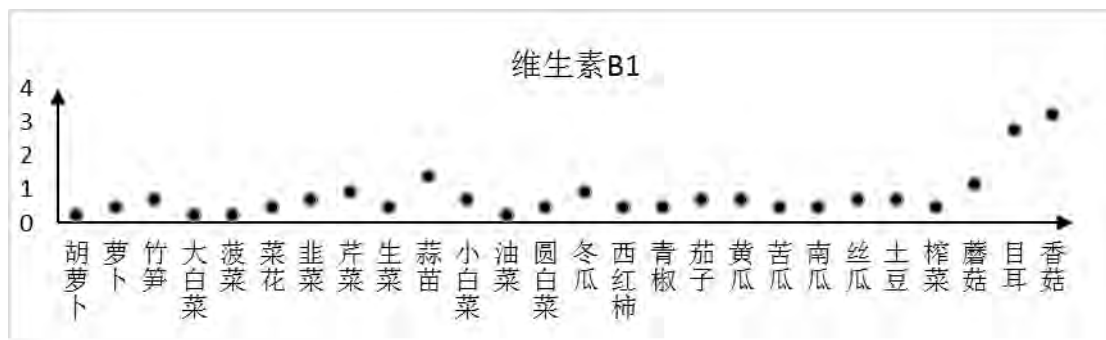 维生素B1
4
3
2
1
0
胡萝卜
萝卜
竹笋
大白菜
菠菜
菜花
韭菜
芹菜
生菜
蒜苗
小白菜
油菜
圆白菜
冬瓜
西红柿
青椒
茄子
黄瓜
苦瓜
南瓜
丝瓜
土豆
榨菜
蘑菇
目耳
香菇